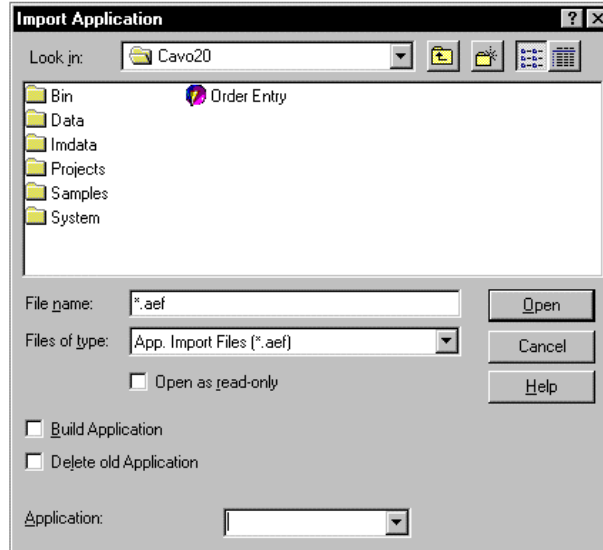 Import Application
Look in: Cavo20
Bin Order Entry
Data
Imdata
Projects
Samples
System
File name: *.aef Open
Files of type: App. Import Files (*.aef) Cancel
Open as read-only Help
Build Application
Delete old Application
Application: